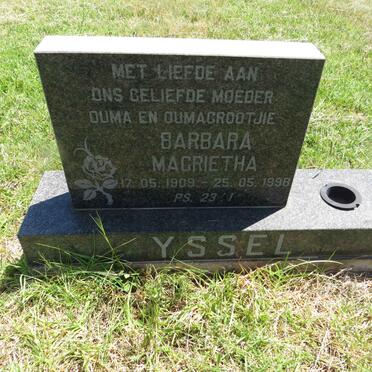 MET LIEFDE AAN
ONS GELIEFDE MOEDER
OUMA EN OUMAGROOTJIE
BARBARA
MAGRIETHA
17. 05. 1909 - 25. 05. 1998
PS. 23 : 1
YSSEL